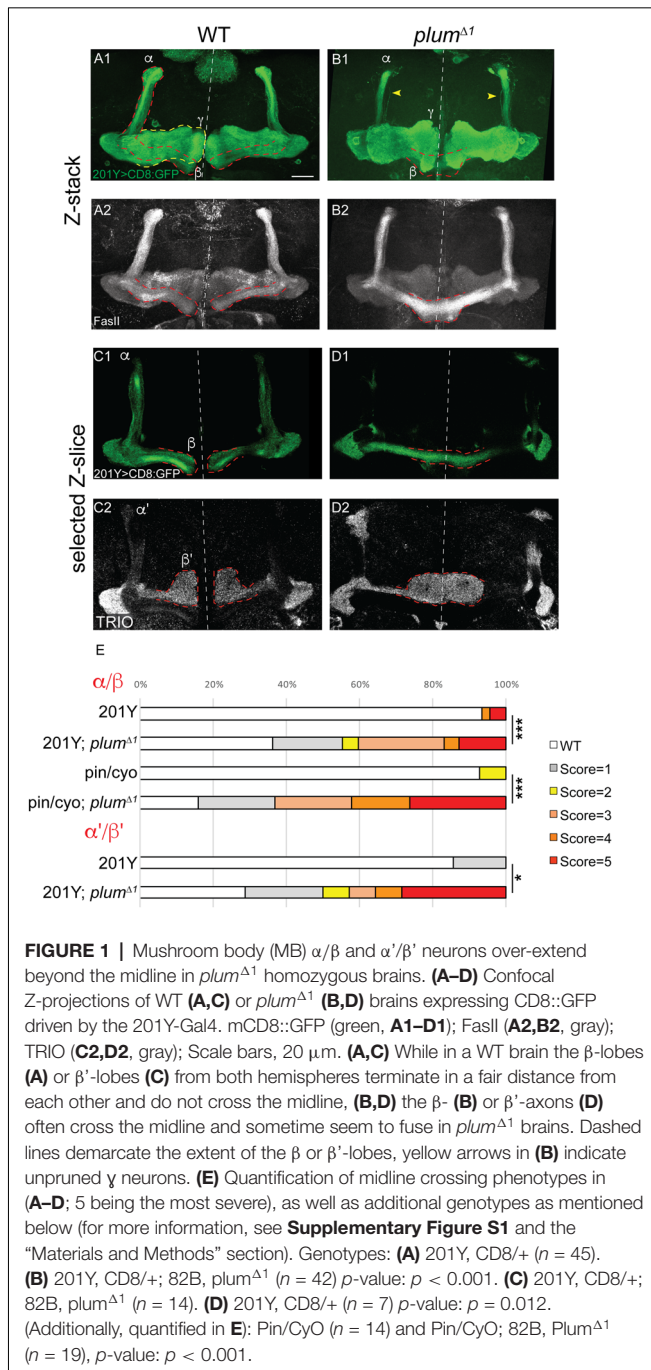 WT
plumΔ1
Z-stack
A1
α
γ
β
201Y>CD8:GFP
B1
α
γ
β
A2
FasII
B2
selected Z-slice
C1
α
β
201Y>CD8:GFP
D1
C2
α'
β'
TRIO
D2
E
α/β
0% 20% 40% 60% 80% 100%
201Y
201Y; plumΔ1
***
pin/cyo
pin/cyo; plumΔ1
***
α'/β'
201Y
201Y; plumΔ1
*
WT
Score=1
Score=2
Score=3
Score=4
Score=5
FIGURE 1 | Mushroom body (MB) α/β and α'/β' neurons over-extend
beyond the midline in plumΔ1 homozygous brains. (A–D) Confocal
Z-projections of WT (A,C) or plumΔ1 (B,D) brains expressing CD8::GFP
driven by the 201Y-Gal4. mCD8::GFP (green, A1–D1); FasII (A2,B2, gray);
TRIO (C2,D2, gray); Scale bars, 20 μm. (A,C) While in a WT brain the β-lobes
(A) or β'-lobes (C) from both hemispheres terminate in a fair distance from
each other and do not cross the midline, (B,D) the β- (B) or β'-axons (D)
often cross the midline and sometime seem to fuse in plumΔ1 brains. Dashed
lines demarcate the extent of the β or β'-lobes, yellow arrows in (B) indicate
unpruned ɣ neurons. (E) Quantification of midline crossing phenotypes in
(A–D; 5 being the most severe), as well as additional genotypes as mentioned
below (for more information, see Supplementary Figure S1 and the
“Materials and Methods” section). Genotypes: (A) 201Y, CD8/+ (n = 45).
(B) 201Y, CD8/+; 82B, plumΔ1 (n = 42) p-value: p < 0.001. (C) 201Y, CD8/+;
82B, plumΔ1 (n = 14). (D) 201Y, CD8/+ (n = 7) p-value: p = 0.012.
(Additionally, quantified in E): Pin/CyO (n = 14) and Pin/CyO; 82B, PlumΔ1
(n = 19), p-value: p < 0.001.